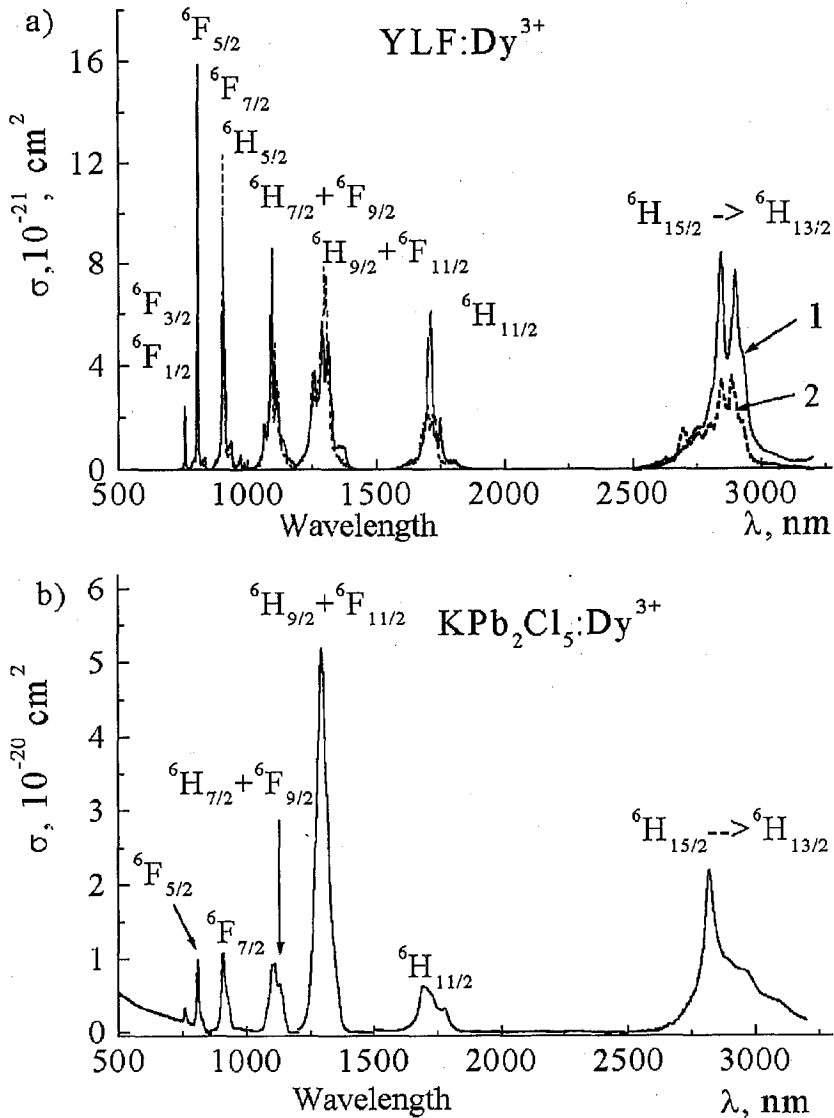 a)
YLF:Dy³⁺
σ,10⁻²¹, cm²
16
12
8
4
0
⁶F₅/₂
⁶F₇/₂
⁶H₅/₂
⁶H₇/₂+⁶F₉/₂
⁶H₉/₂+⁶F₁₁/₂
⁶H₁₅/₂ -> ⁶H₁₃/₂
⁶F₃/₂
⁶F₁/₂
⁶H₁₁/₂
1
2
500 1000 1500 2000 2500 3000
Wavelength λ, nm
b)
KPb₂Cl₅:Dy³⁺
σ, 10⁻²⁰ cm²
6
5
4
3
2
1
0
⁶H₉/₂+⁶F₁₁/₂
⁶H₇/₂+⁶F₉/₂
⁶H₁₅/₂--> ⁶H₁₃/₂
⁶F₅/₂
⁶F₇/₂
⁶H₁₁/₂
500 1000 1500 2000 2500 3000
Wavelength λ, nm